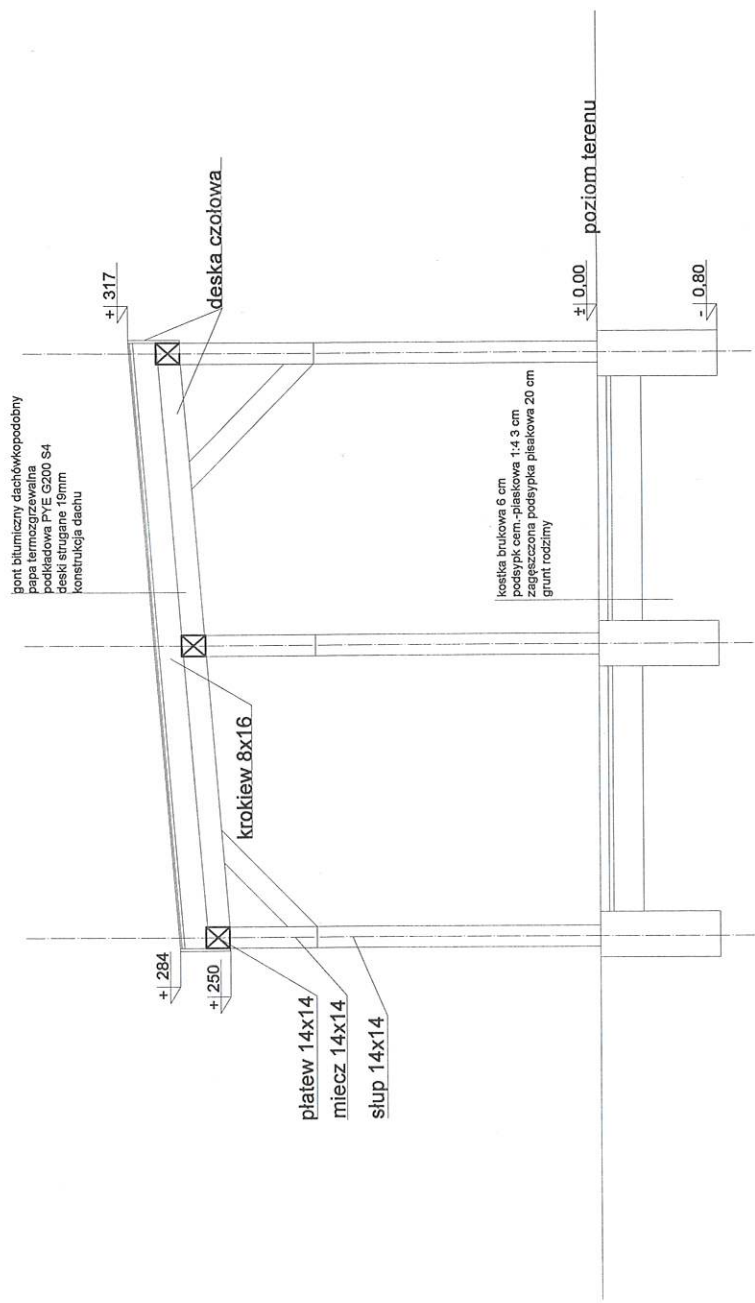 gont bitumiczny dachówkopodobny
papa termozgrzewalna
podkładowa PYE G200 S4
deski strugane 19mm
konstrukcja dachu
+ 317
deska czołowa
+ 284
+ 250
krokiew 8x16
płatew 14x14
miecz 14x14
słup 14x14
kostka brukowa 6 cm
podsypk cem.-piaskowa 1:4 3 cm
zagęszczona podsypka pisakowa 20 cm
grunt rodzimy
± 0,00
poziom terenu
- 0,80